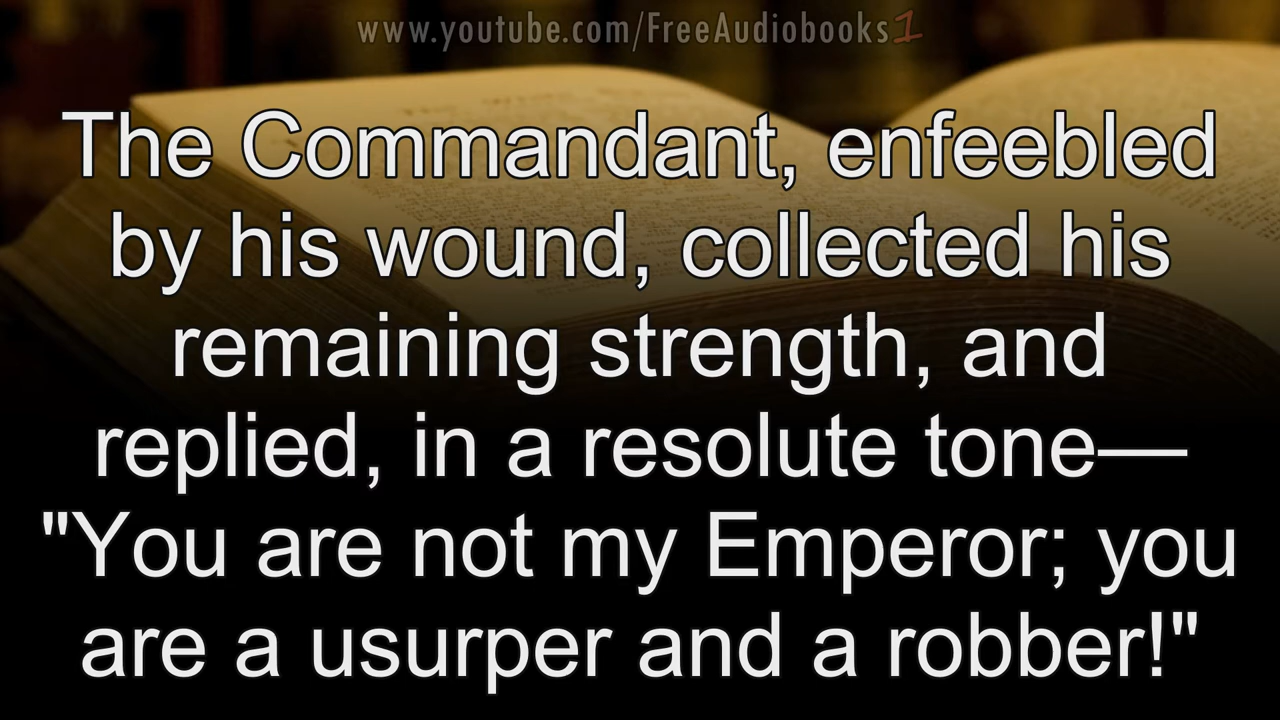 www.youtube.com/FreeAudiobooks1
The Commandant, enfeebled
by his wound, collected his
remaining strength, and
replied, in a resolute tone—
"You are not my Emperor; you
are a usurper and a robber!"